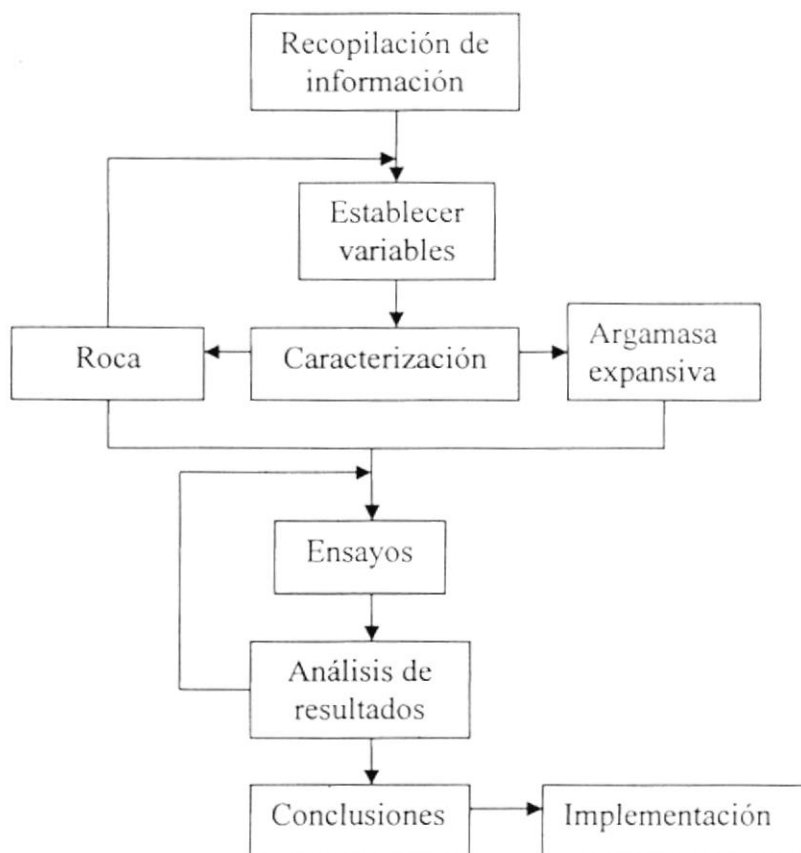 Recopilación de
información
Establecer
variables
Roca
Caracterización
Argamasa
expansiva
Ensayos
Análisis de
resultados
Conclusiones
Implementación